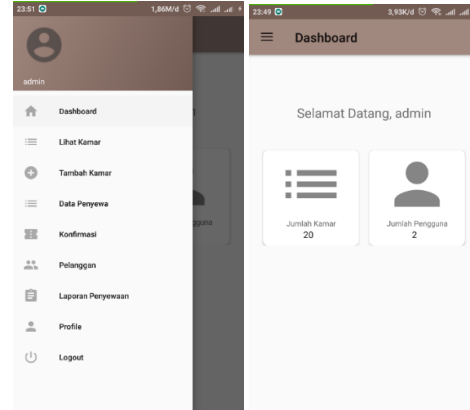 23:51 1,86M/d
admin
Dashboard
Lihat Kamar
Tambah Kamar
Data Penyewa
Konfirmasi
Pelanggan
Laporan Penyewaan
Profile
Logout
gguna
23:49 3,93K/d
Dashboard
Selamat Datang, admin
Jumlah Kamar
20
Jumlah Pengguna
2